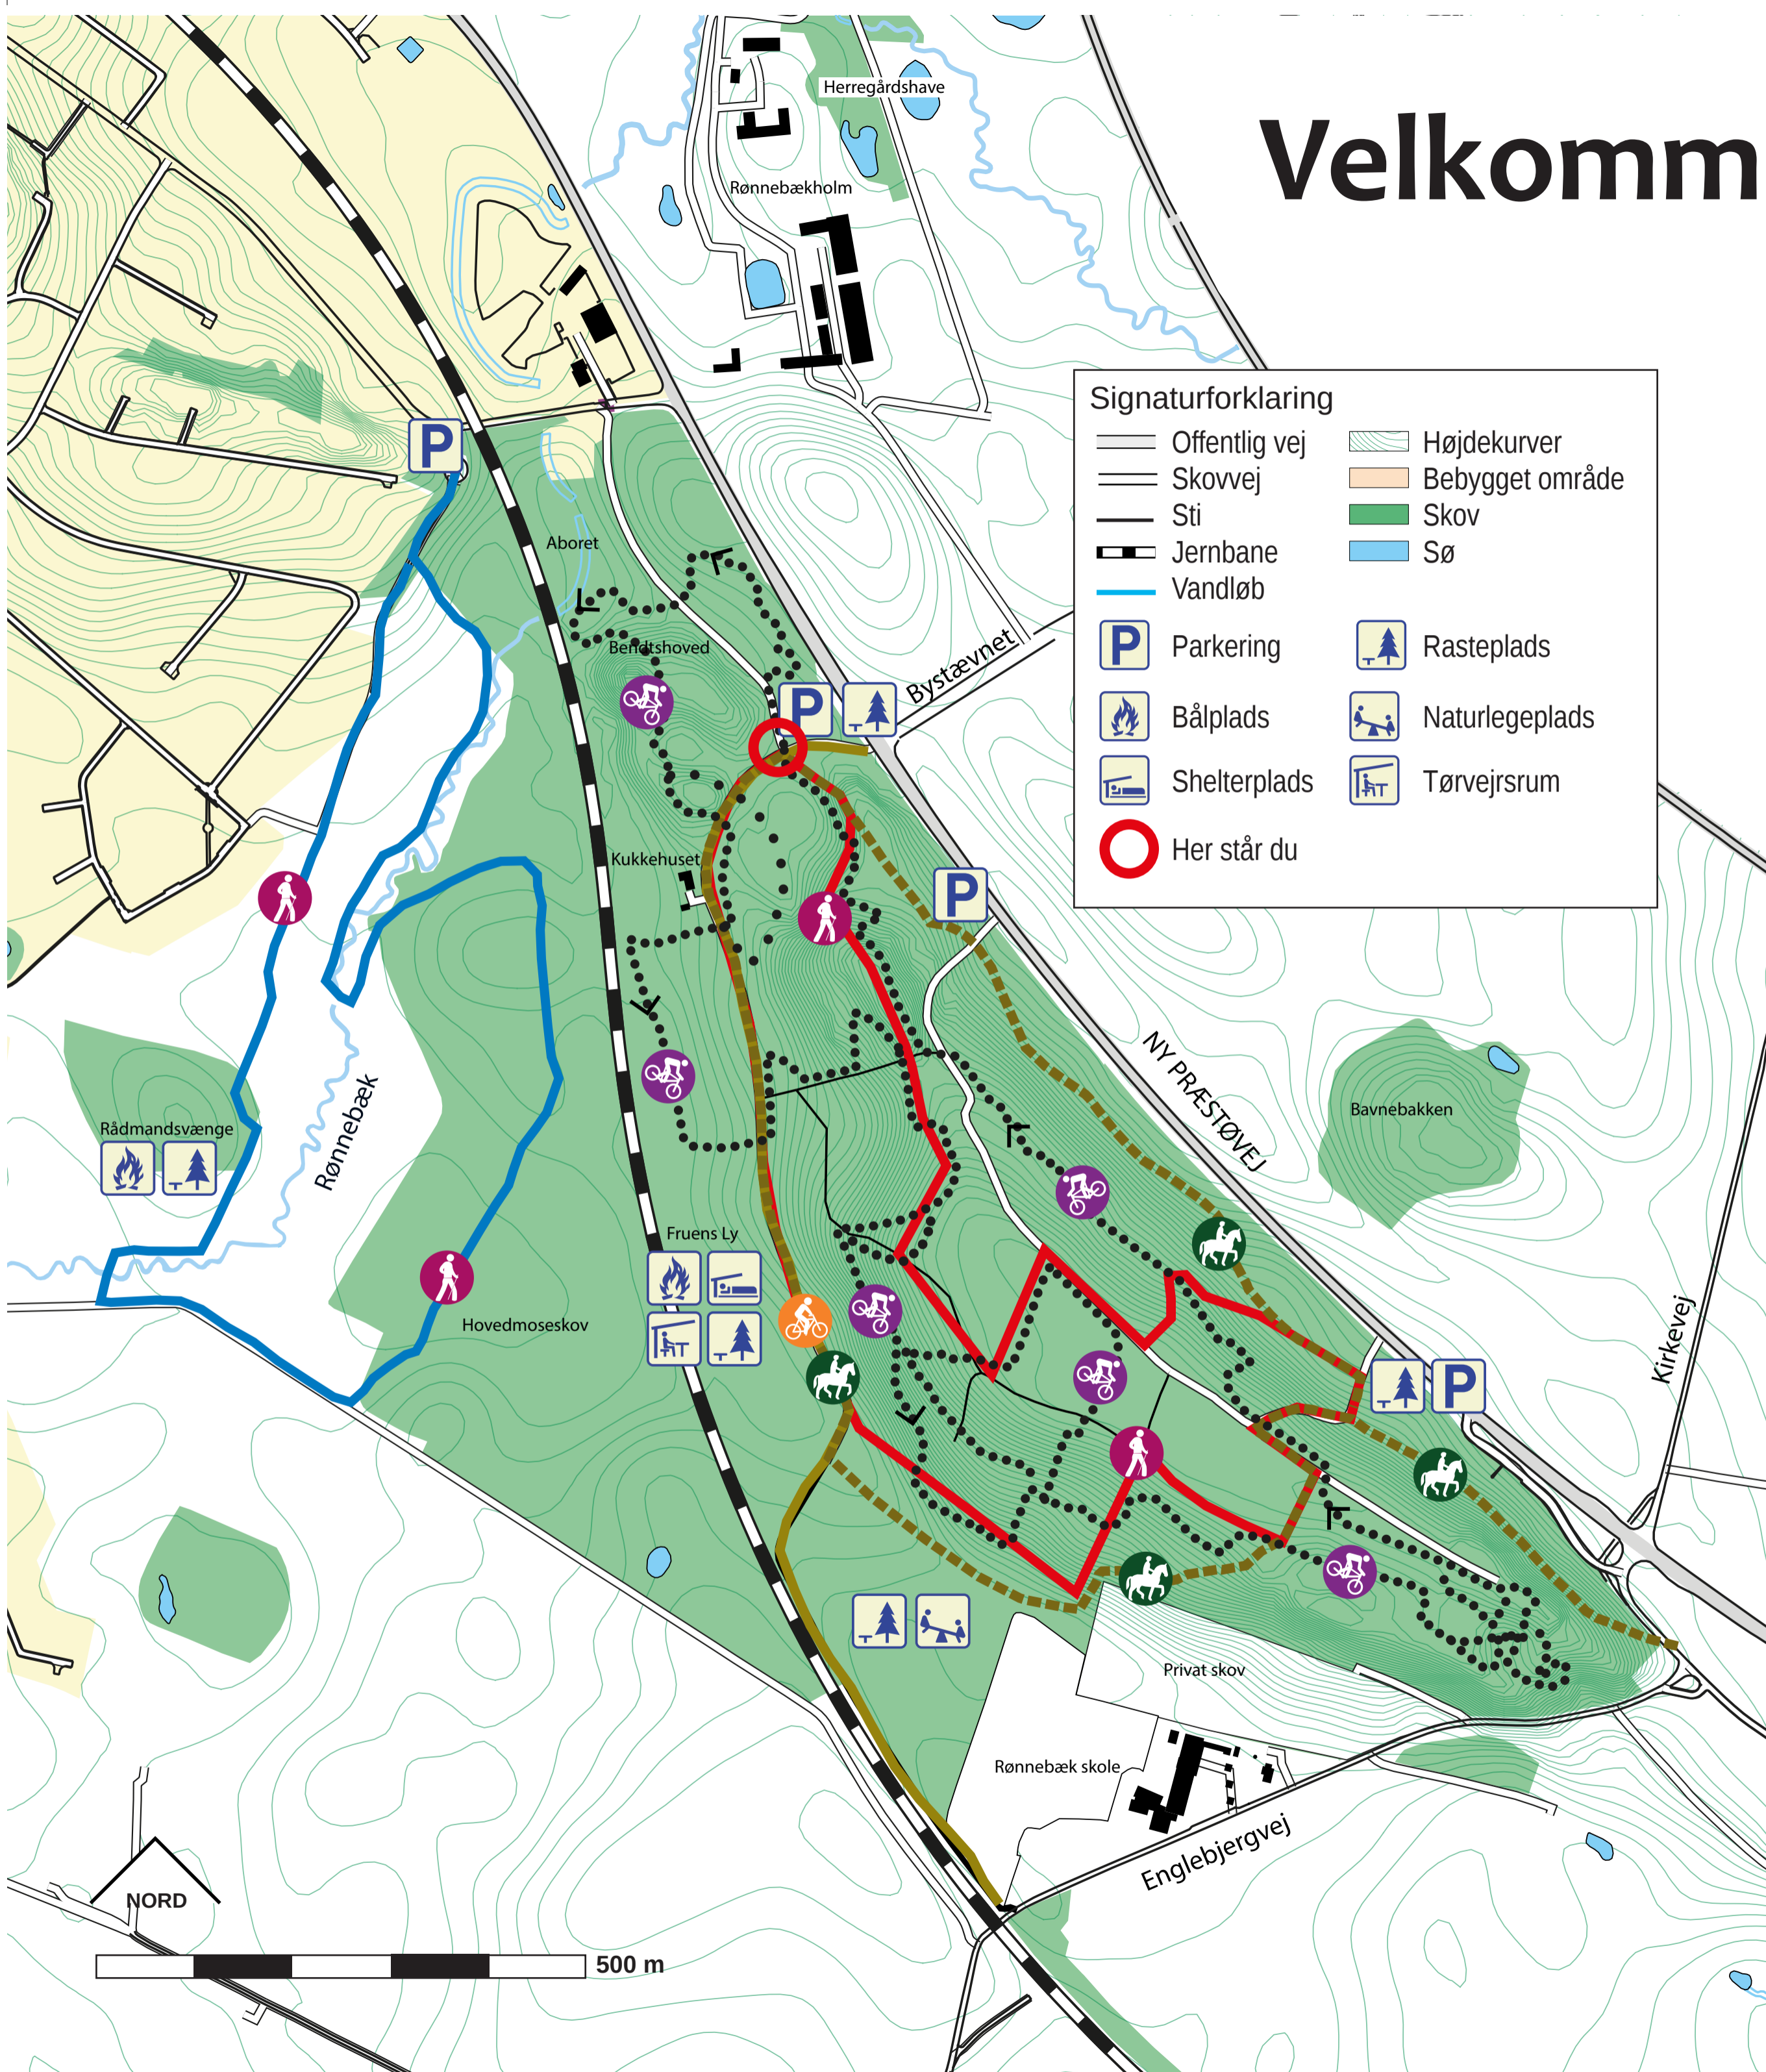 Velkomm
Herregårdshave
Rønnebækholm
Signaturforklaring
Offentlig vej
Højdekurver
Skovvej
Bebygget område
Sti
Skov
Jernbane
Sø
Vandløb
P Parkering
Rasteplads
Bålplads
Naturlegeplads
Shelterplads
Tørvejrsrum
Her står du
P
Aboret
Bendtshoved
Bystævnet
P
Kukkehuset
P
NY PRÆSTØVEJ
Bavnebakken
Rådmandsvænge
Rønnebæk
Fruens Ly
Hovedmoseskov
Kirkevej
P
Privat skov
Rønnebæk skole
Englebjergvej
NORD
500 m